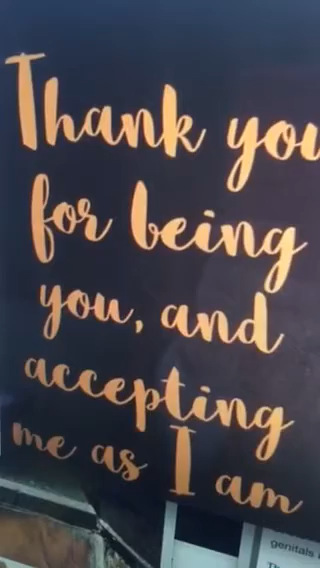 Thank you
for being
you, and
accepting
me as I am
genitals